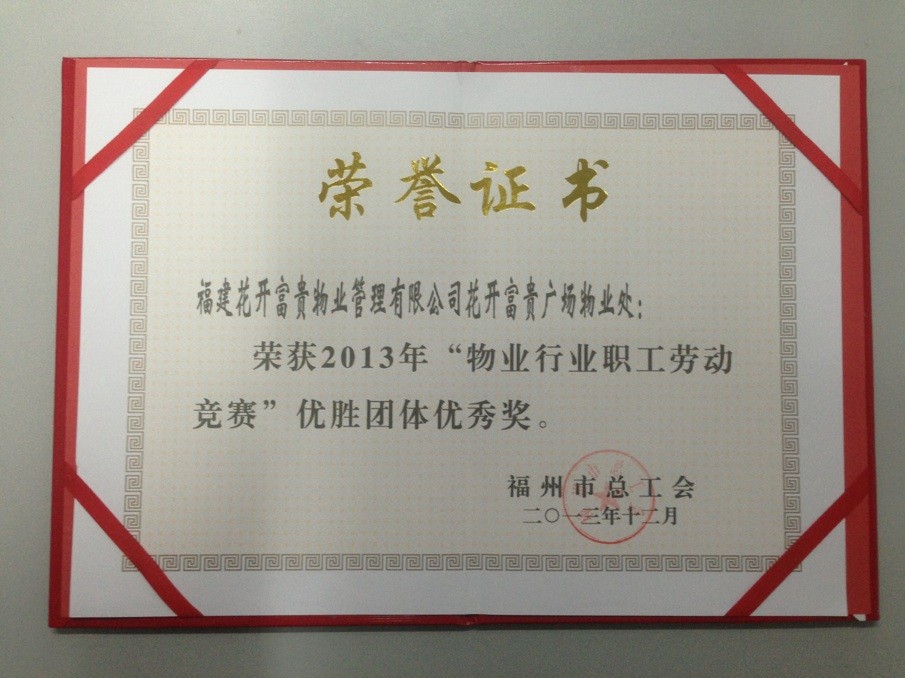 荣誉证书
福建花开富贵物业管理有限公司花开富贵广场物业处：
荣获2013年“物业行业职工劳动
竞赛”优胜团体优秀奖。
福州市总工会
二〇一三年十二月